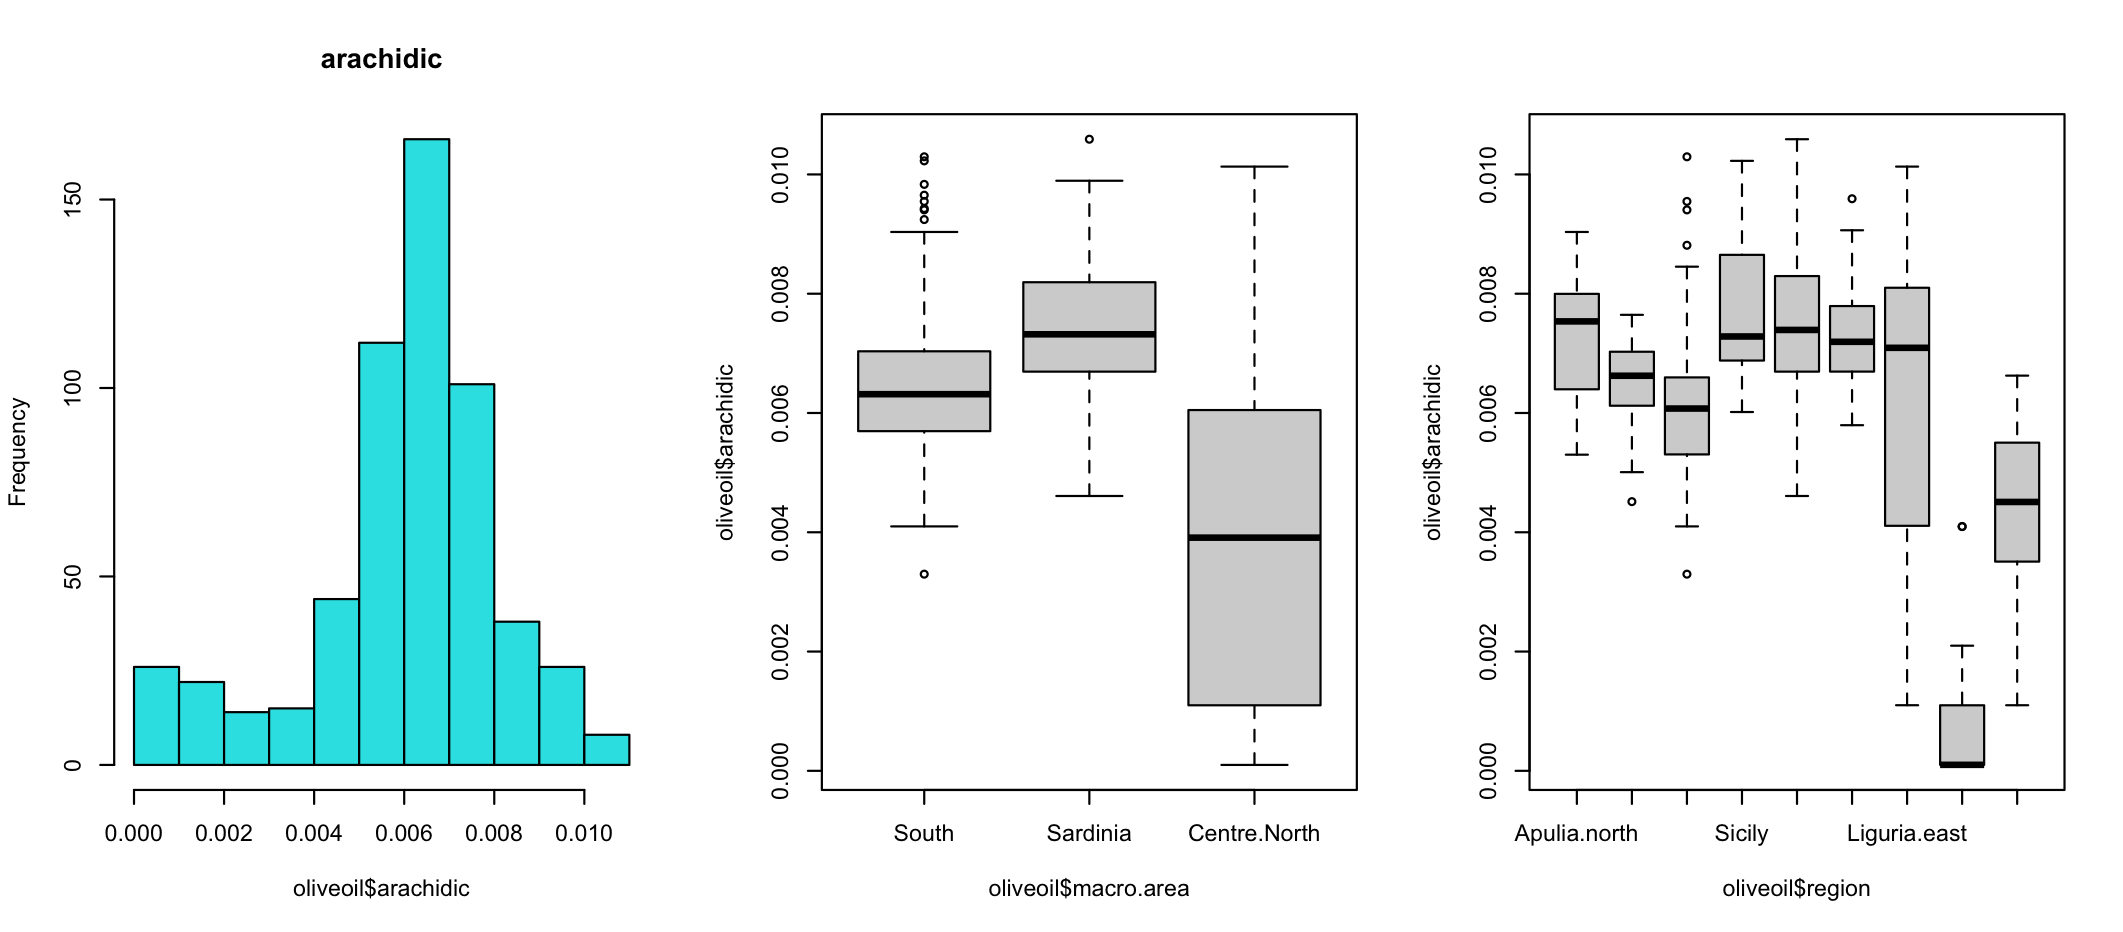 arachidic
Frequency
0
50
100
150
0.000 0.002 0.004 0.006 0.008 0.010
oliveoil$arachidic
oliveoil$arachidic
0.000
0.002
0.004
0.006
0.008
0.010
South Sardinia Centre.North
oliveoil$macro.area
oliveoil$arachidic
0.000
0.002
0.004
0.006
0.008
0.010
Apulia.north Sicily Liguria.east
oliveoil$region